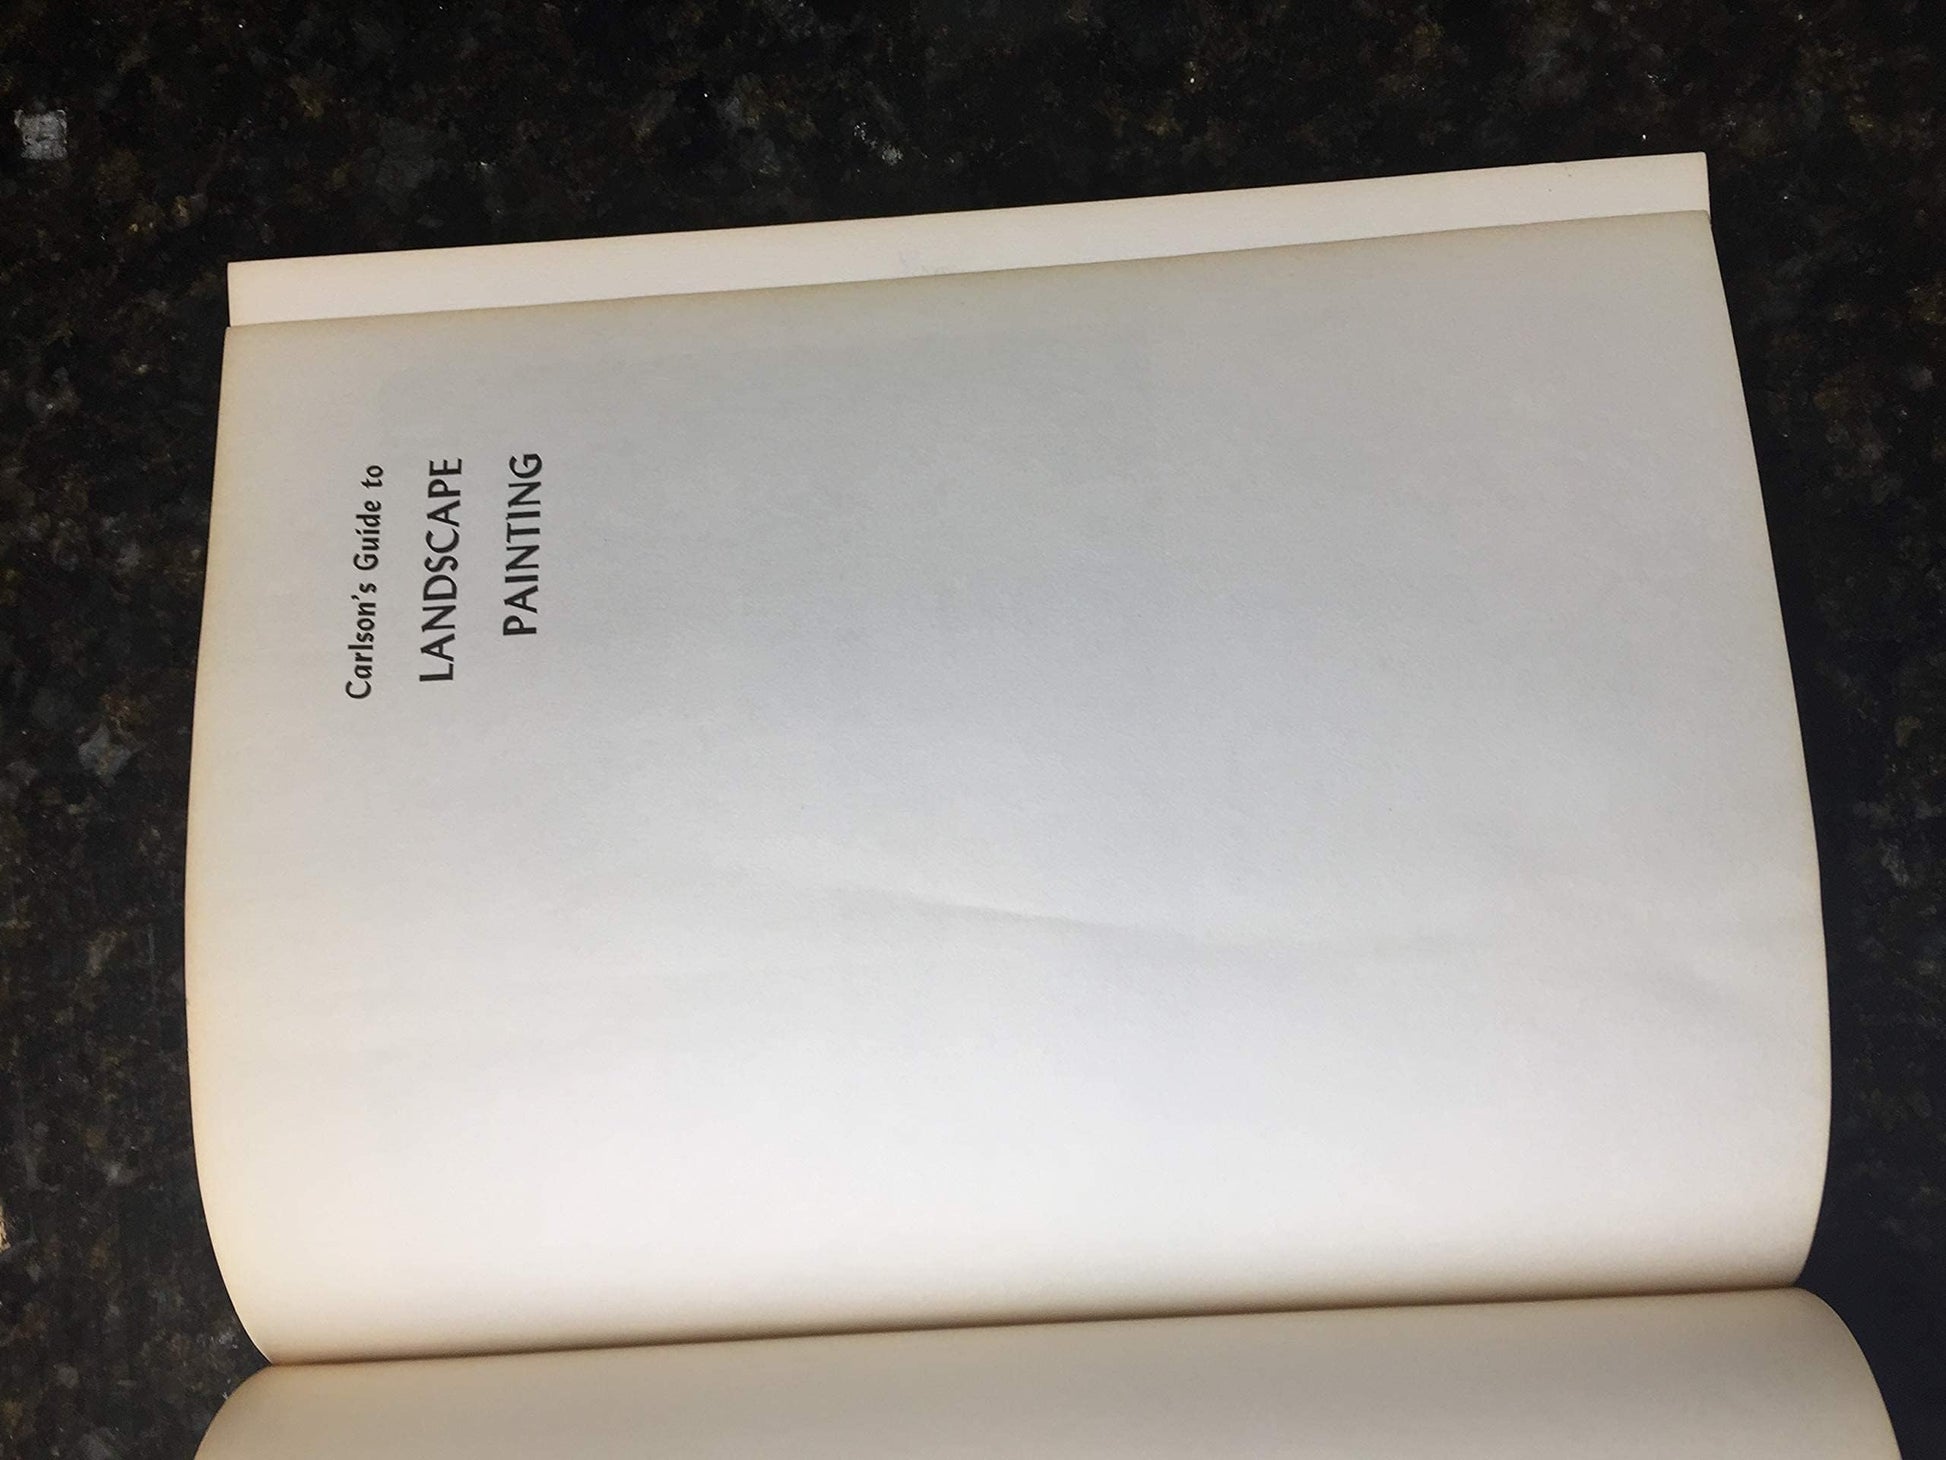 Carlson's Guide to
LANDSCAPE
PAINTING